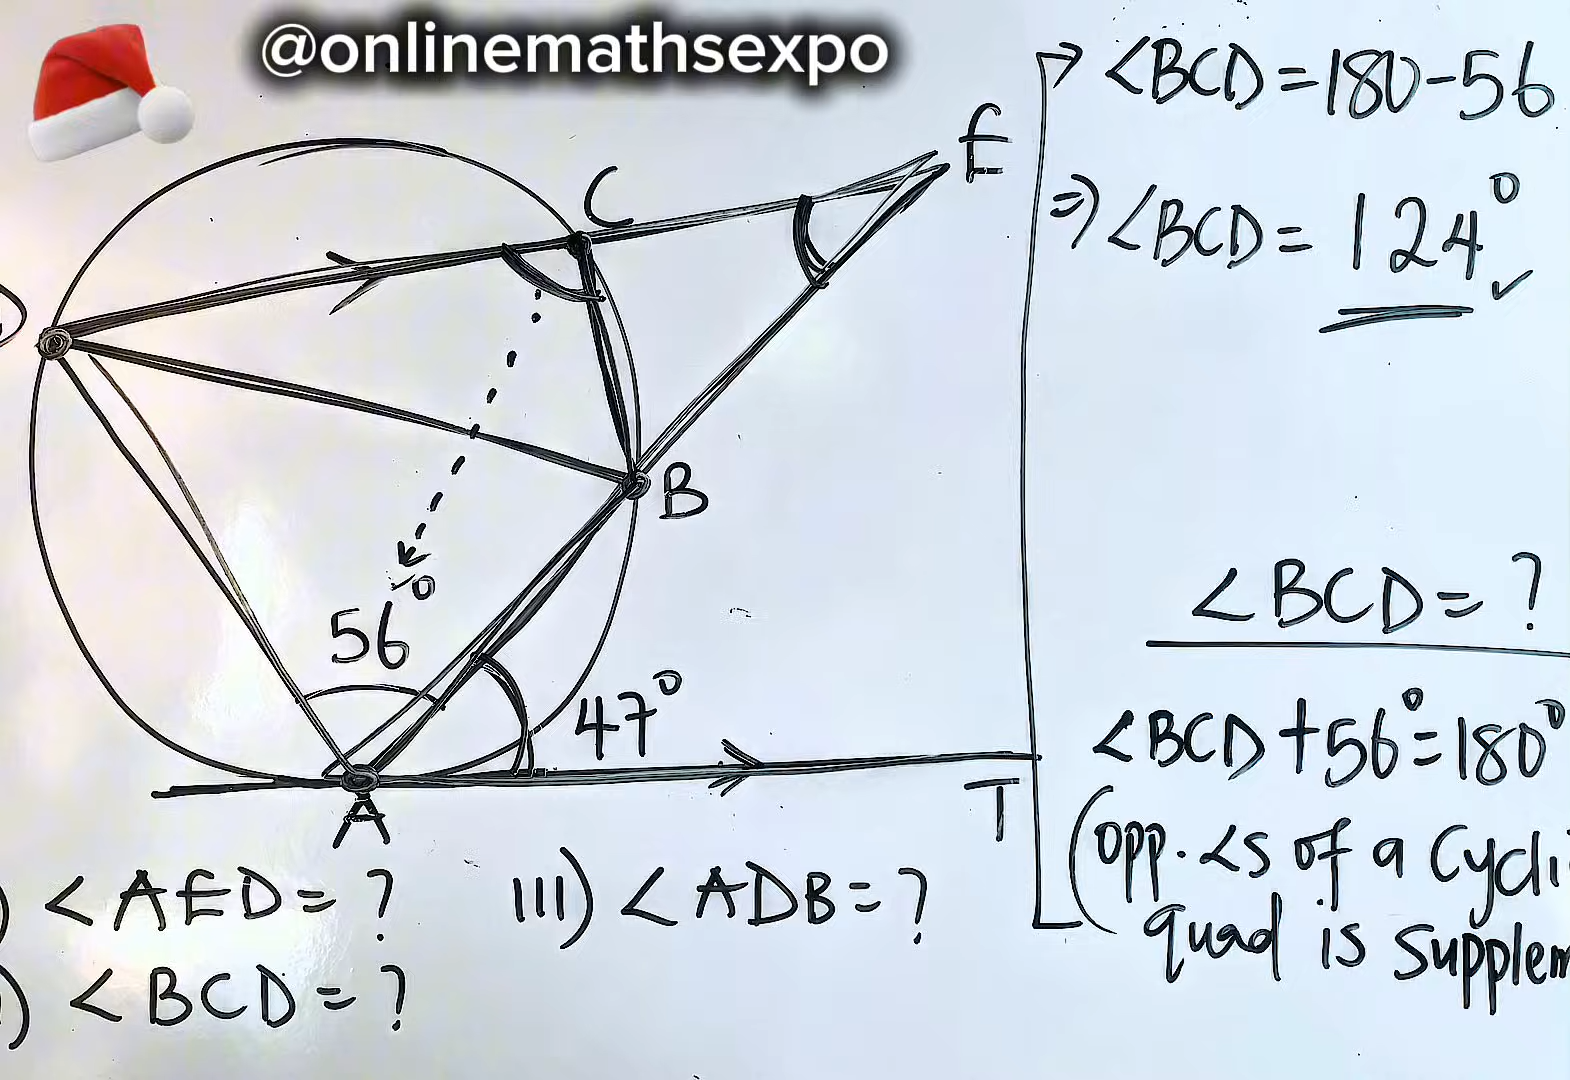 @onlinemathsexpo
D
C
E
B
56°
47°
A
T
) <AED = ?
III) <ADB = ?
) <BCD = ?
→ <BCD = 180 - 56
⇒ <BCD = 124° ✓
<BCD = ?
<BCD + 56° = 180°
(opp. <s of a Cycli
quad is Supplem